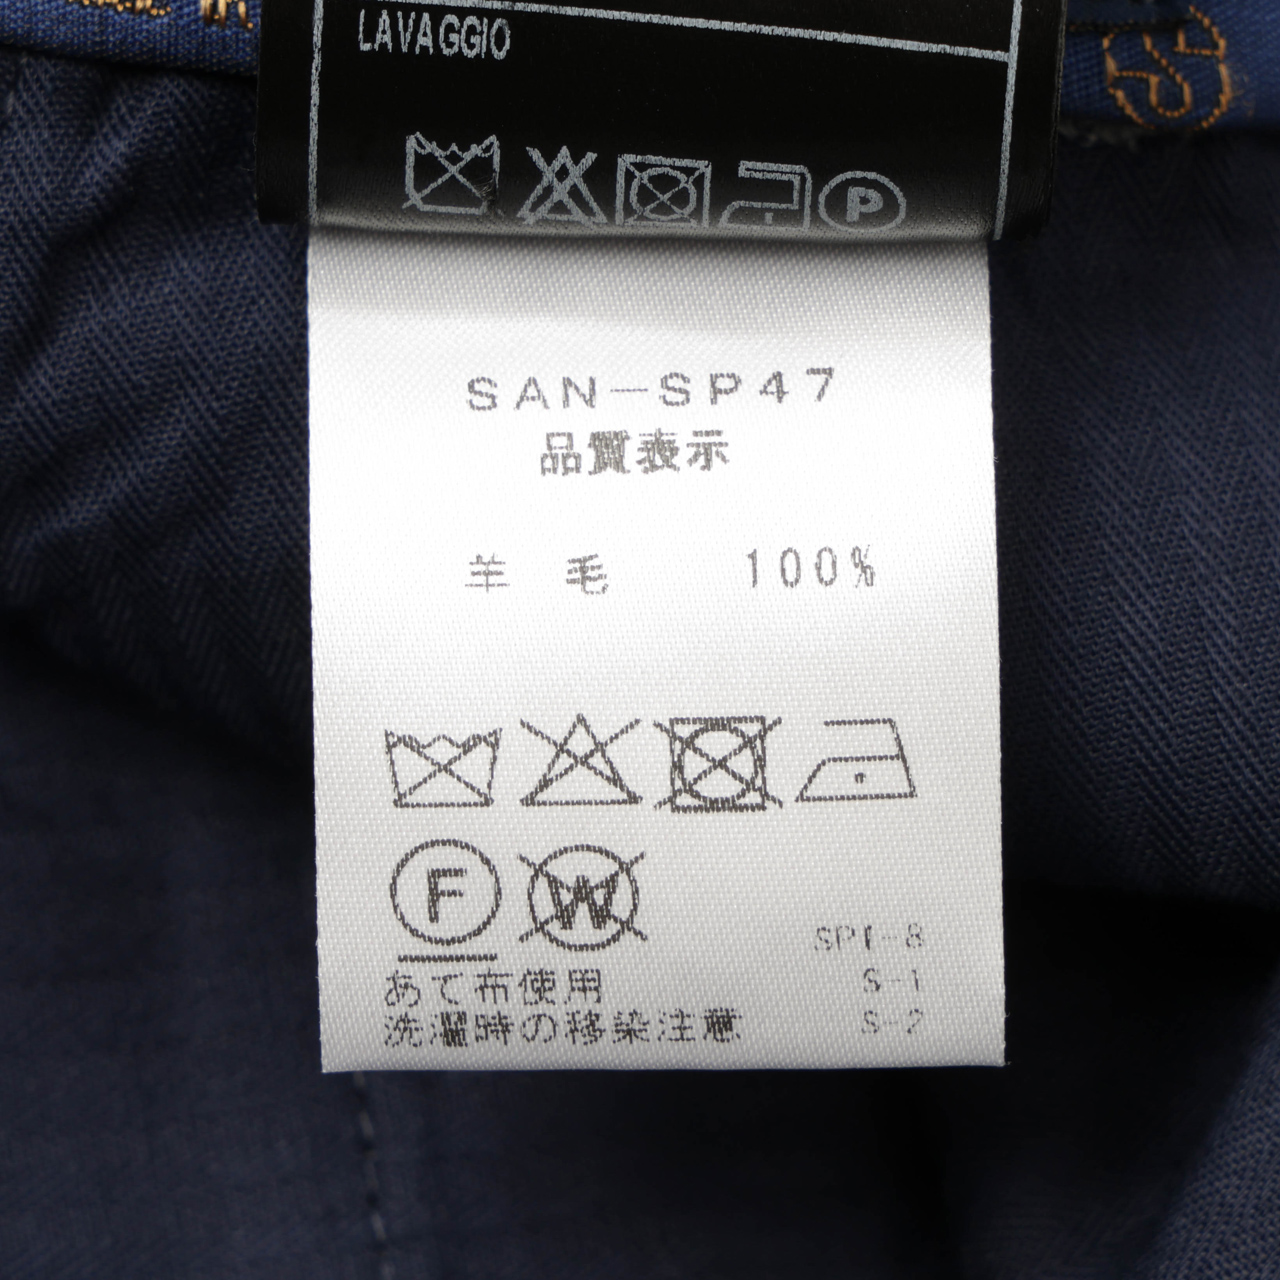 LAVAGGIO
P
SAN-SP47
品質表示
羊毛 100%
F W
SP1-8
あて布使用 S-1
洗濯時の移染注意 S-2